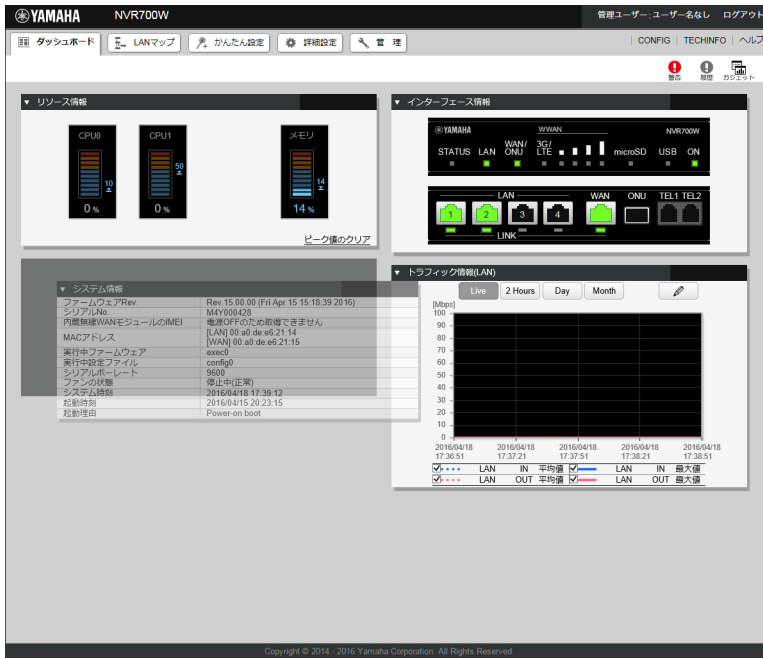 YAMAHA NVR700W 管理ユーザー: ユーザー名なし ログアウト
ダッシュボード LANマップ かんたん設定 詳細設定 管 理 CONFIG TECHINFO ヘルプ
警告 履歴 ガジェット
▼ リソース情報
CPU0 CPU1 メモリ
10 50 14
0 % 0 % 14 %
ピーク値のクリア
▼ インターフェース情報
YAMAHA WWAN NVR700W
STATUS LAN WAN/ONU 3G/LTE microSD USB ON
LAN WAN ONU TEL1 TEL2
1 2 3 4
LINK
▼ システム情報
ファームウェアRev. Rev.15.00.00 (Fri Apr 15 15:18:39 2016)
シリアルNo. M4Y000428
内蔵無線WANモジュールのIMEI 電源OFFのため取得できません
MACアドレス [LAN] 00:a0:de:e6:21:14
[WAN] 00:a0:de:e6:21:15
実行中ファームウェア exec0
実行中設定ファイル config0
シリアルボーレート 9600
ファンの状態 停止中(正常)
システム時刻 2016/04/18 17:39:12
起動時刻 2016/04/15 20:23:15
起動理由 Power-on boot
▼ トラフィック情報(LAN)
Live 2 Hours Day Month
[Mbps]
100
90
80
70
60
50
40
30
20
10
0
2016/04/18 2016/04/18 2016/04/18 2016/04/18 2016/04/18
17:36:51 17:37:21 17:37:51 17:38:21 17:38:51
LAN IN 平均値 LAN IN 最大値
LAN OUT 平均値 LAN OUT 最大値
Copyright © 2014 - 2016 Yamaha Corporation. All Rights Reserved.